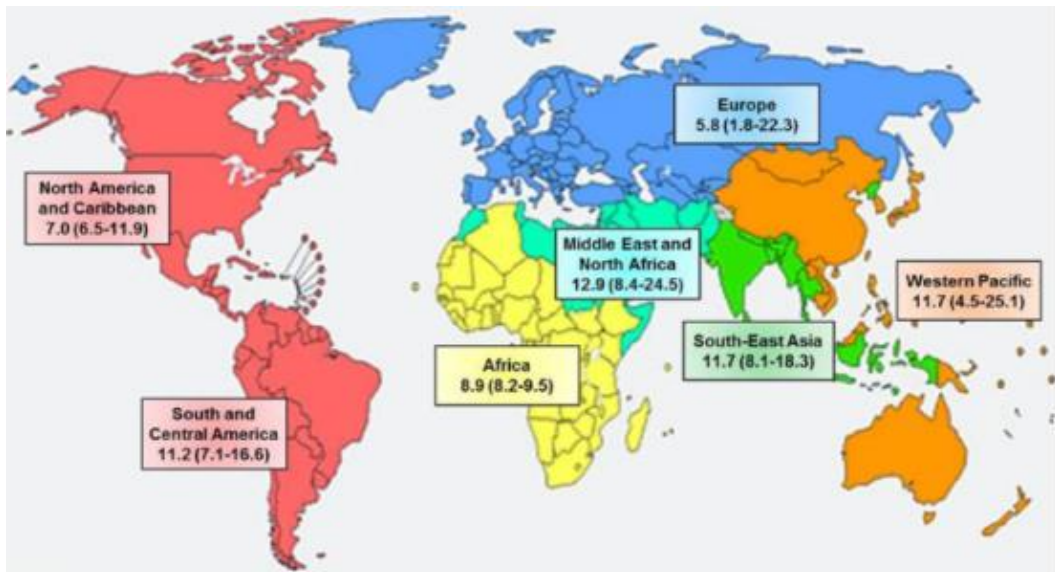 Europe
5.8 (1.8-22.3)
North America
and Caribbean
7.0 (6.5-11.9)
Middle East and
North Africa
12.9 (8.4-24.5)
Western Pacific
11.7 (4.5-25.1)
South-East Asia
11.7 (8.1-18.3)
Africa
8.9 (8.2-9.5)
South and
Central America
11.2 (7.1-16.6)